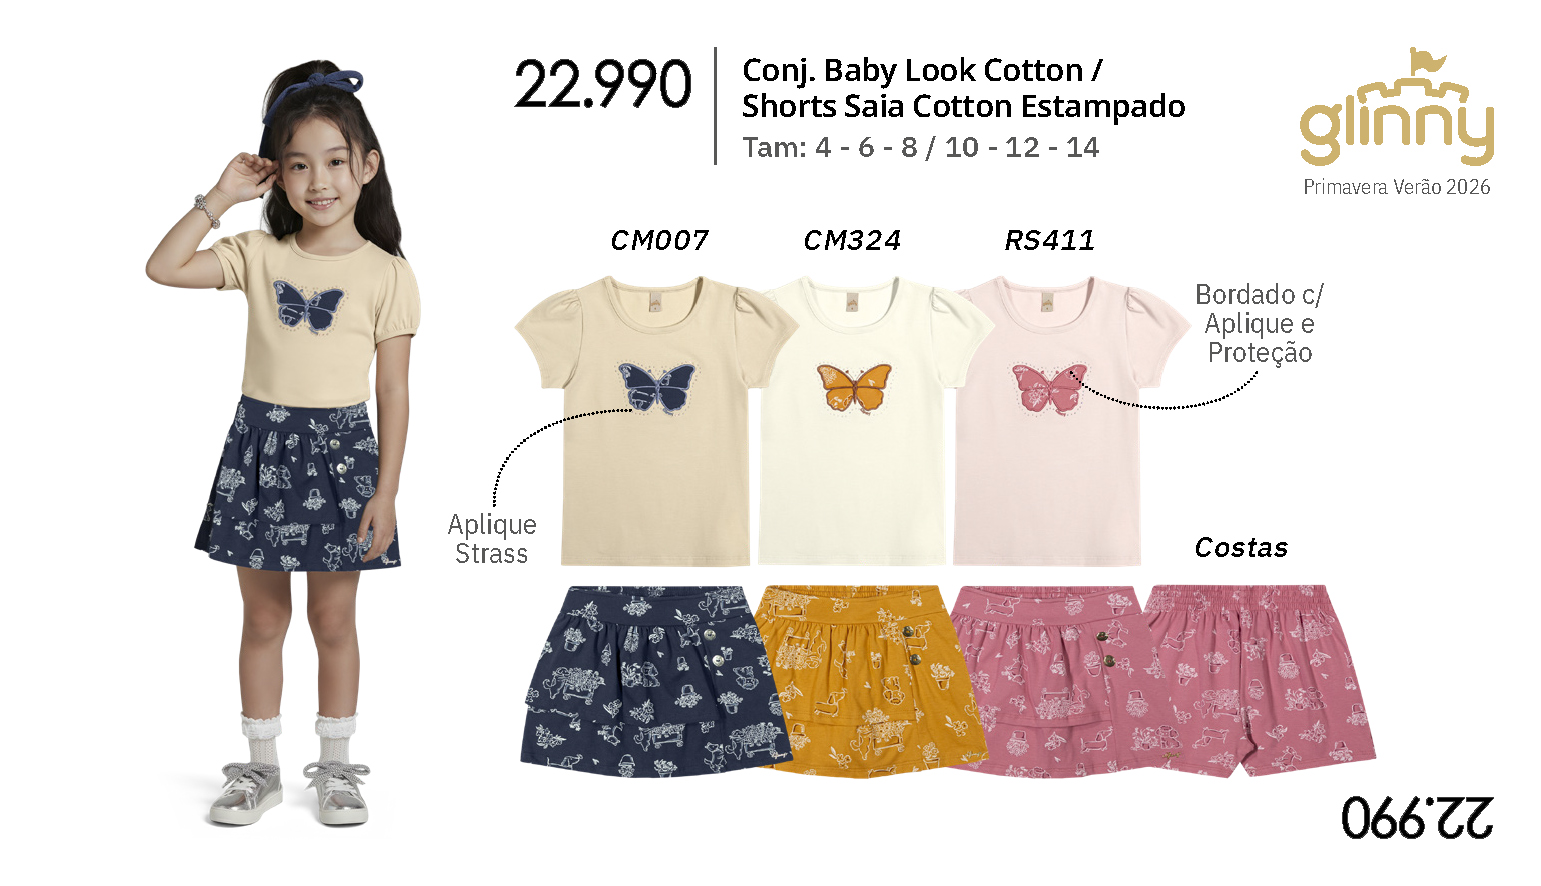 22.990
Conj. Baby Look Cotton /
Shorts Saia Cotton Estampado
Tam: 4 - 6 - 8 / 10 - 12 - 14
glinny
Primavera Verão 2026
CM007
CM324
RS411
Bordado c/
Aplique e
Proteção
Aplique
Strass
Costas
22.990